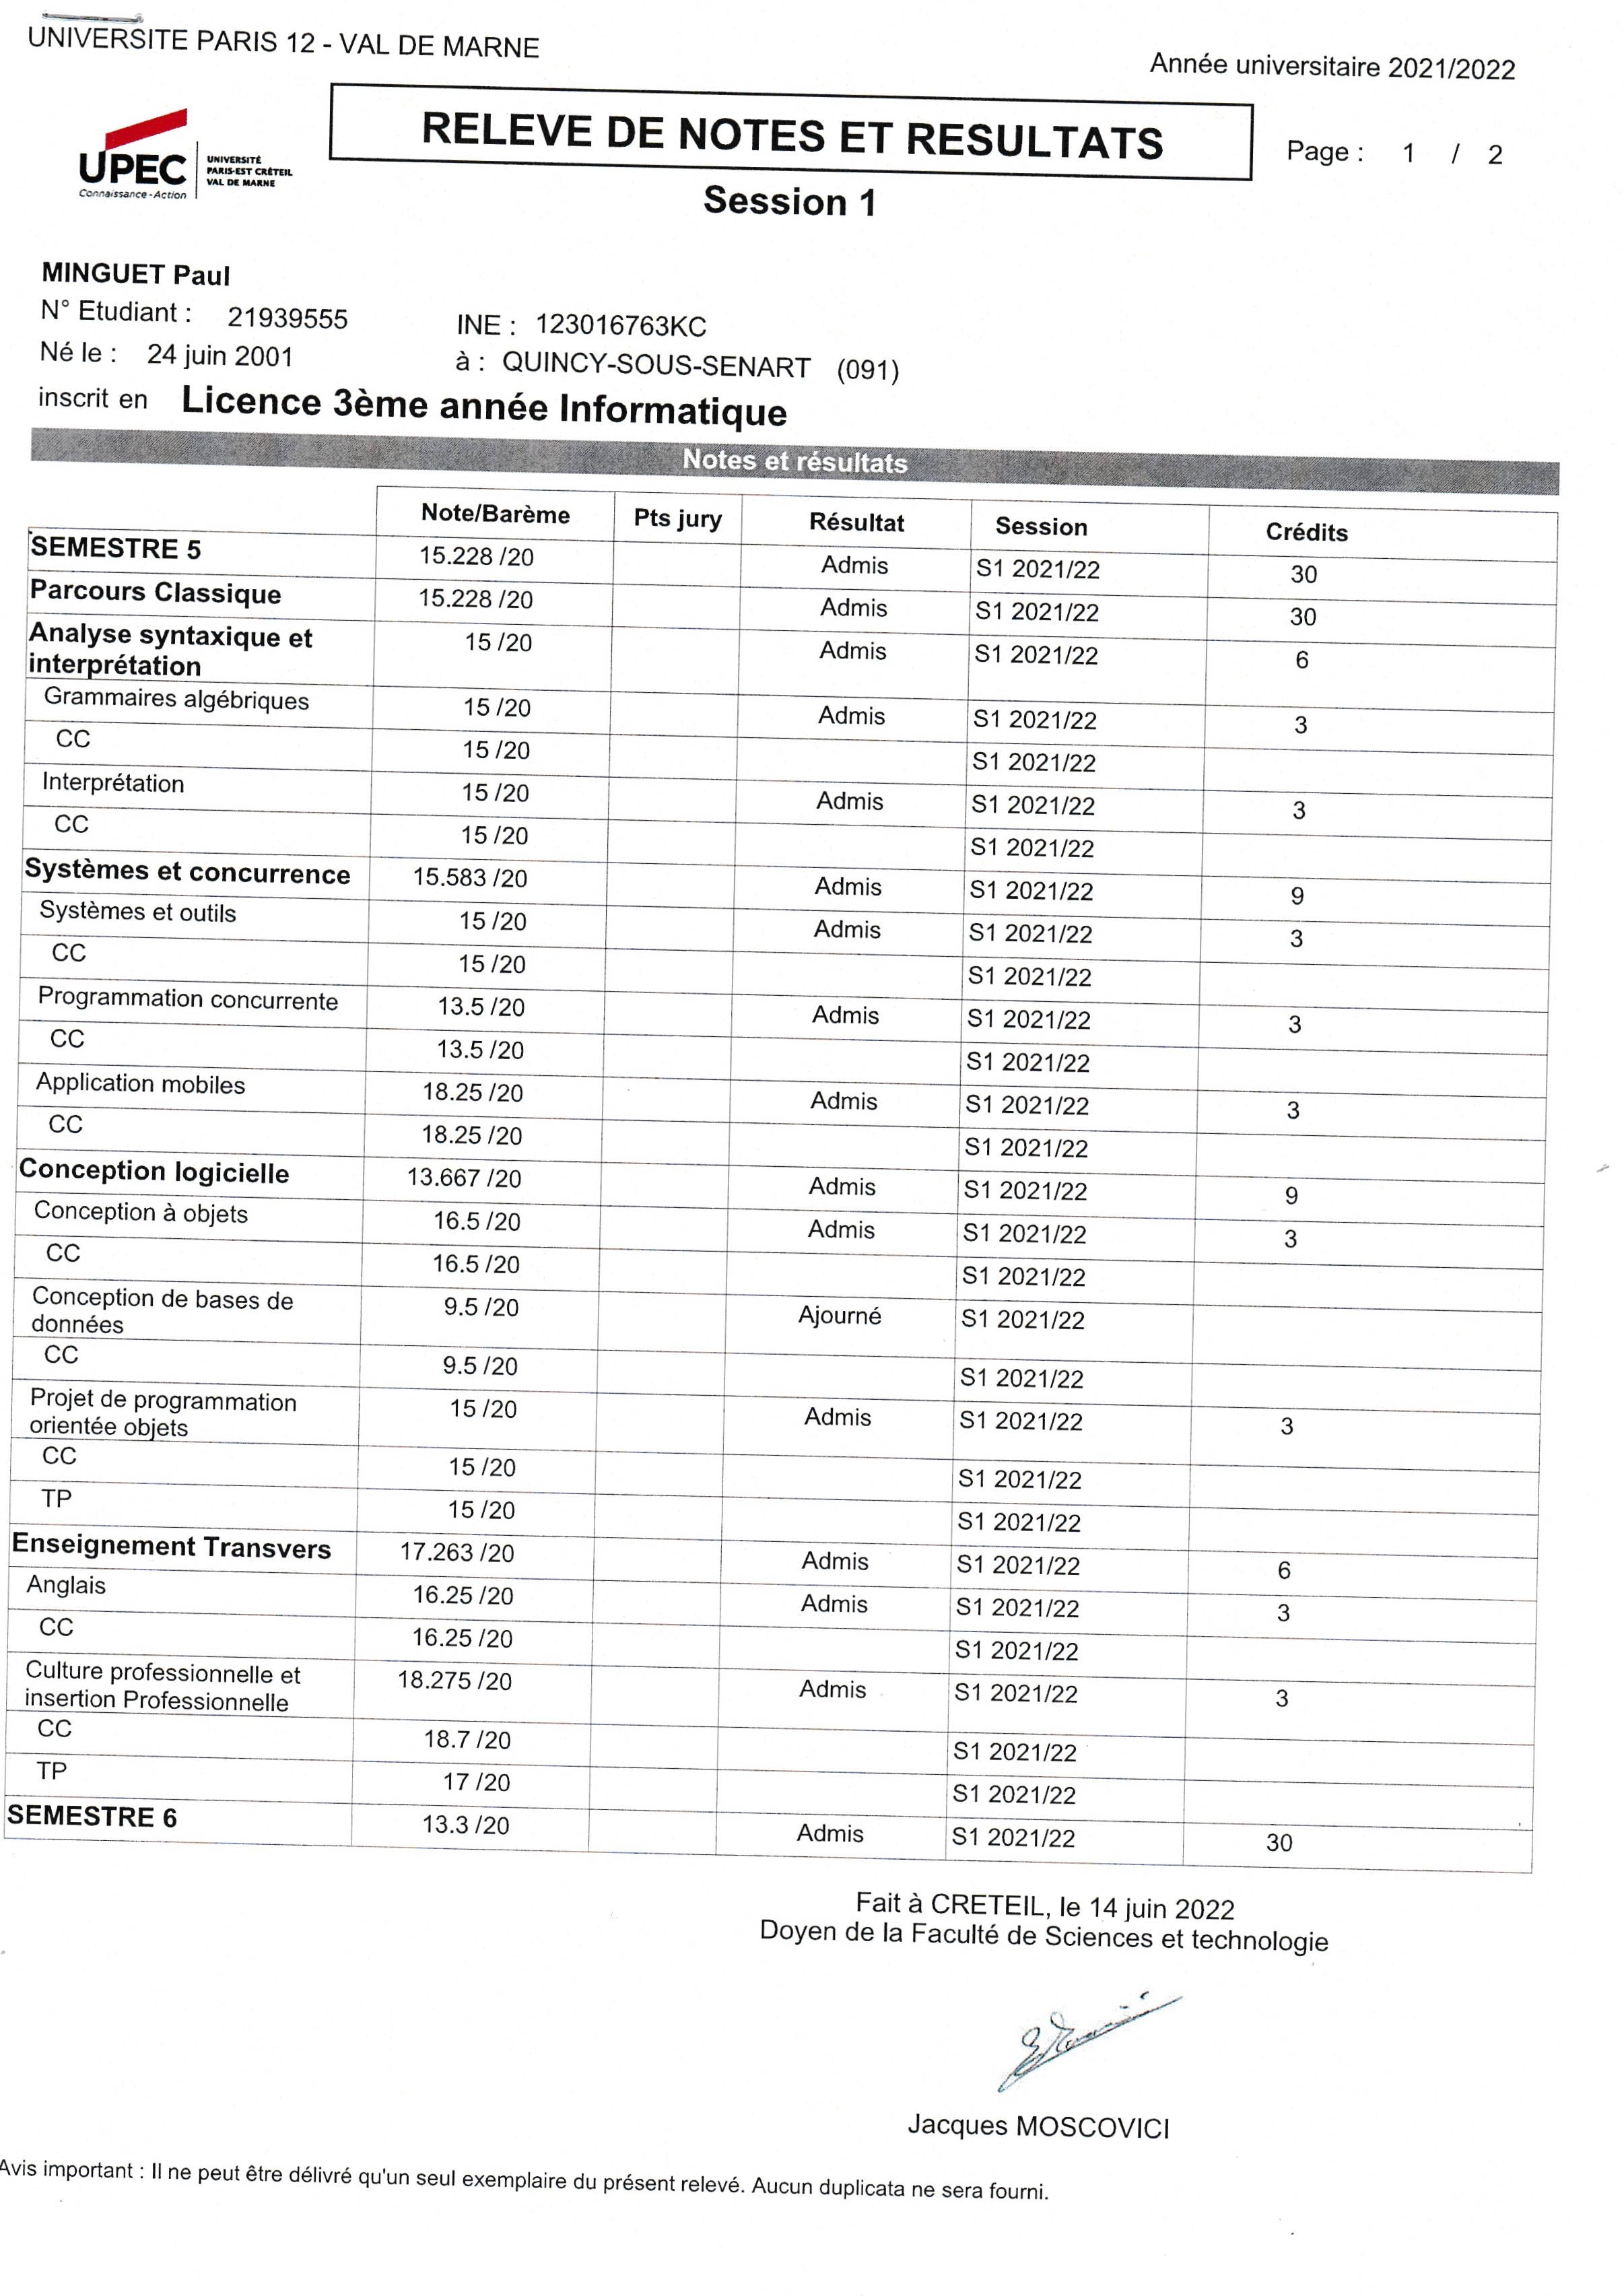 UNIVERSITE PARIS 12 - VAL DE MARNE
Année universitaire 2021/2022
RELEVE DE NOTES ET RESULTATS
Page : 1 / 2
UPEC
Connaissance - Action
UNIVERSITÉ
PARIS-EST CRÉTEIL
VAL DE MARNE
Session 1
MINGUET Paul
N° Etudiant : 21939555 INE : 123016763KC
Né le : 24 juin 2001 à : QUINCY-SOUS-SENART (091)
inscrit en Licence 3ème année Informatique
Notes et résultats
Note/Barème Pts jury Résultat Session Crédits
SEMESTRE 5 15.228 /20 Admis S1 2021/22 30
Parcours Classique 15.228 /20 Admis S1 2021/22 30
Analyse syntaxique et 15 /20 Admis S1 2021/22 6
interprétation
Grammaires algébriques 15 /20 Admis S1 2021/22 3
CC 15 /20 S1 2021/22
Interprétation 15 /20 Admis S1 2021/22 3
CC 15 /20 S1 2021/22
Systèmes et concurrence 15.583 /20 Admis S1 2021/22 9
Systèmes et outils 15 /20 Admis S1 2021/22 3
CC 15 /20 S1 2021/22
Programmation concurrente 13.5 /20 Admis S1 2021/22 3
CC 13.5 /20 S1 2021/22
Application mobiles 18.25 /20 Admis S1 2021/22 3
CC 18.25 /20 S1 2021/22
Conception logicielle 13.667 /20 Admis S1 2021/22 9
Conception à objets 16.5 /20 Admis S1 2021/22 3
CC 16.5 /20 S1 2021/22
Conception de bases de 9.5 /20 Ajourné S1 2021/22
données
CC 9.5 /20 S1 2021/22
Projet de programmation 15 /20 Admis S1 2021/22 3
orientée objets
CC 15 /20 S1 2021/22
TP 15 /20 S1 2021/22
Enseignement Transvers 17.263 /20 Admis S1 2021/22 6
Anglais 16.25 /20 Admis S1 2021/22 3
CC 16.25 /20 S1 2021/22
Culture professionnelle et 18.275 /20 Admis S1 2021/22 3
insertion Professionnelle
CC 18.7 /20 S1 2021/22
TP 17 /20 S1 2021/22
SEMESTRE 6 13.3 /20 Admis S1 2021/22 30
Fait à CRETEIL, le 14 juin 2022
Doyen de la Faculté de Sciences et technologie
Jacques MOSCOVICI
Avis important : Il ne peut être délivré qu'un seul exemplaire du présent relevé. Aucun duplicata ne sera fourni.